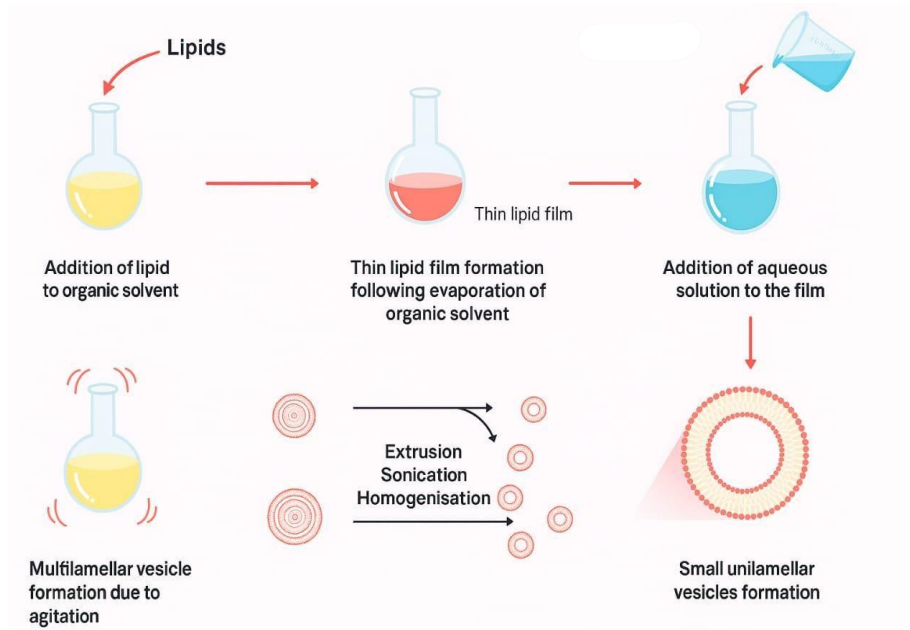 Lipids
Thin lipid film
Addition of lipid
to organic solvent
Thin lipid film formation
following evaporation of
organic solvent
Addition of aqueous
solution to the film
Extrusion
Sonication
Homogenisation
Multilamellar vesicle
formation due to
agitation
Small unilamellar
vesicles formation